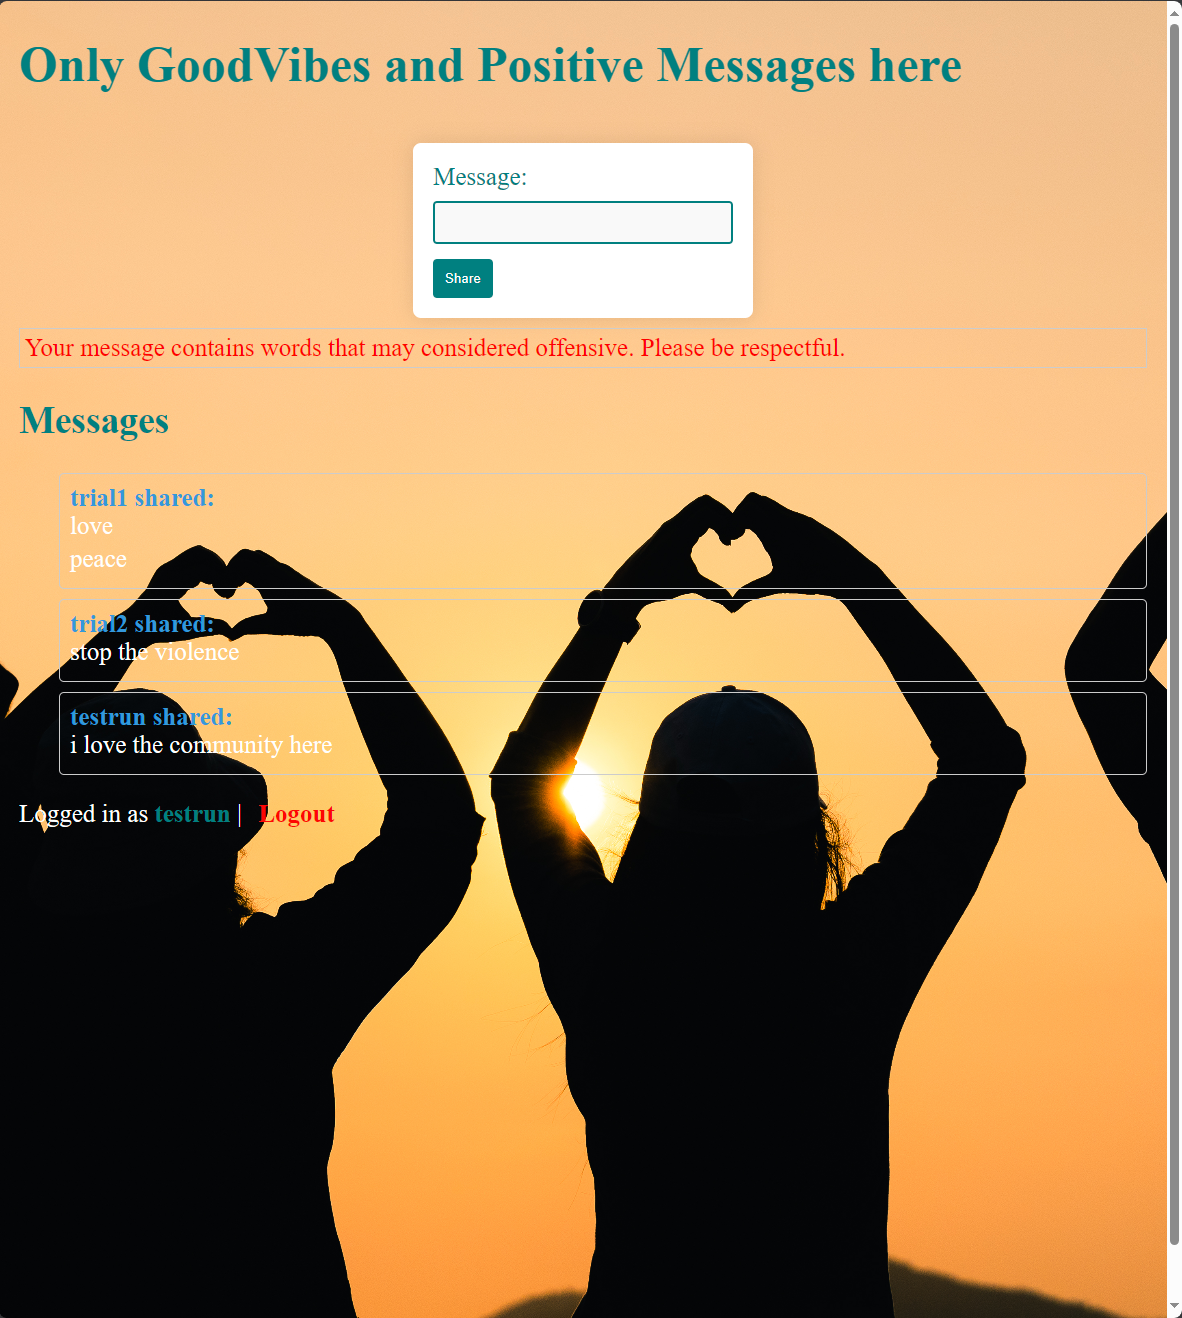 Only GoodVibes and Positive Messages here
Message:
Share
Your message contains words that may considered offensive. Please be respectful.
Messages
trial1 shared:
love
peace
trial2 shared:
stop the violence
testrun shared:
i love the community here
Logged in as testrun | Logout